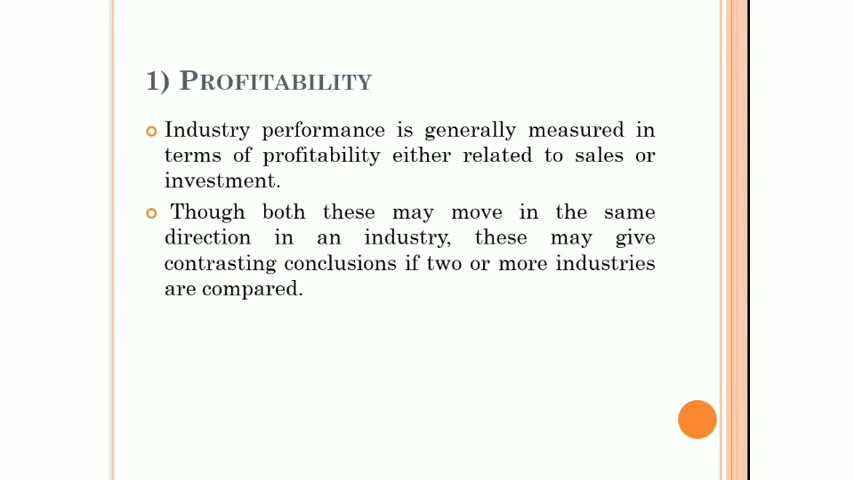 1) PROFITABILITY
Industry performance is generally measured in
terms of profitability either related to sales or
investment.
Though both these may move in the same
direction in an industry, these may give
contrasting conclusions if two or more industries
are compared.